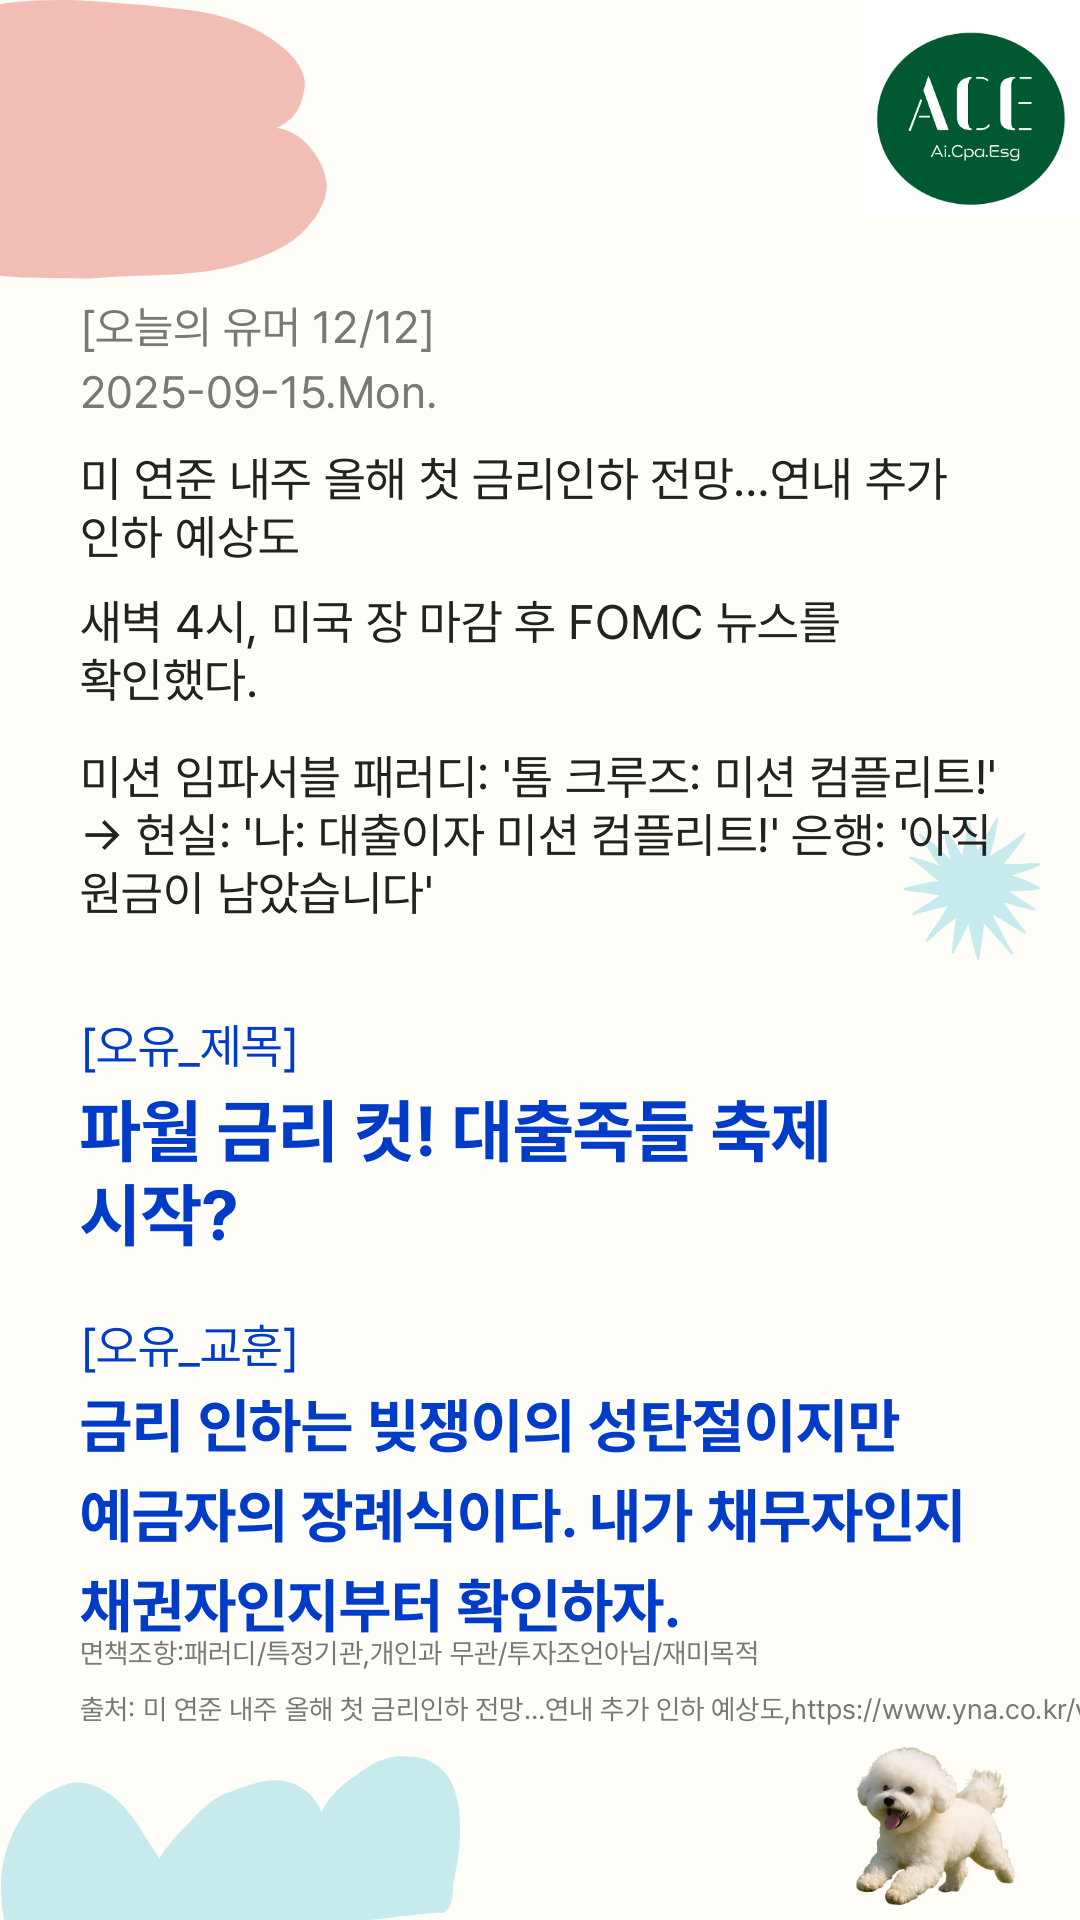 ACE
Ai.Cpa.Esg
[오늘의 유머 12/12]
2025-09-15.Mon.
미 연준 내주 올해 첫 금리인하 전망...연내 추가
인하 예상도
새벽 4시, 미국 장 마감 후 FOMC 뉴스를
확인했다.
미션 임파서블 패러디: '톰 크루즈: 미션 컴플리트!'
→ 현실: '나: 대출이자 미션 컴플리트!' 은행: '아직
원금이 남았습니다'
[오유_제목]
파월 금리 컷! 대출족들 축제
시작?
[오유_교훈]
금리 인하는 빚쟁이의 성탄절이지만
예금자의 장례식이다. 내가 채무자인지
채권자인지부터 확인하자.
면책조항:패러디/특정기관,개인과 무관/투자조언아님/재미목적
출처: 미 연준 내주 올해 첫 금리인하 전망...연내 추가 인하 예상도,https://www.yna.co.kr/